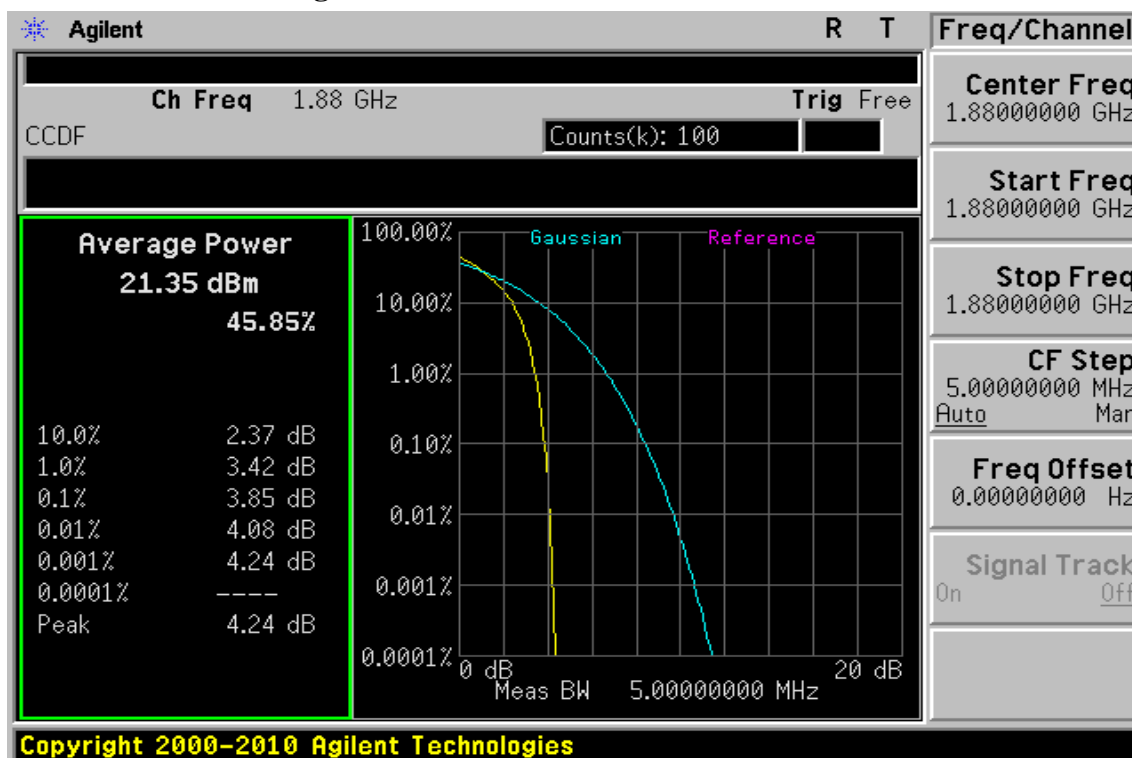 Agilent R T Freq/Channel
Ch Freq 1.88 GHz Trig Free
CCDF Counts(k): 100
Center Freq
1.88000000 GHz
Start Freq
1.88000000 GHz
Stop Freq
1.88000000 GHz
CF Step
5.00000000 MHz
Auto Man
Freq Offset
0.00000000 Hz
Signal Track
On Off
Average Power
21.35 dBm
45.85%
10.0% 2.37 dB
1.0% 3.42 dB
0.1% 3.85 dB
0.01% 4.08 dB
0.001% 4.24 dB
0.0001% ----
Peak 4.24 dB
Gaussian Reference
100.00%
10.00%
1.00%
0.10%
0.01%
0.001%
0.0001%
0 dB 20 dB
Meas BW 5.00000000 MHz
Copyright 2000-2010 Agilent Technologies